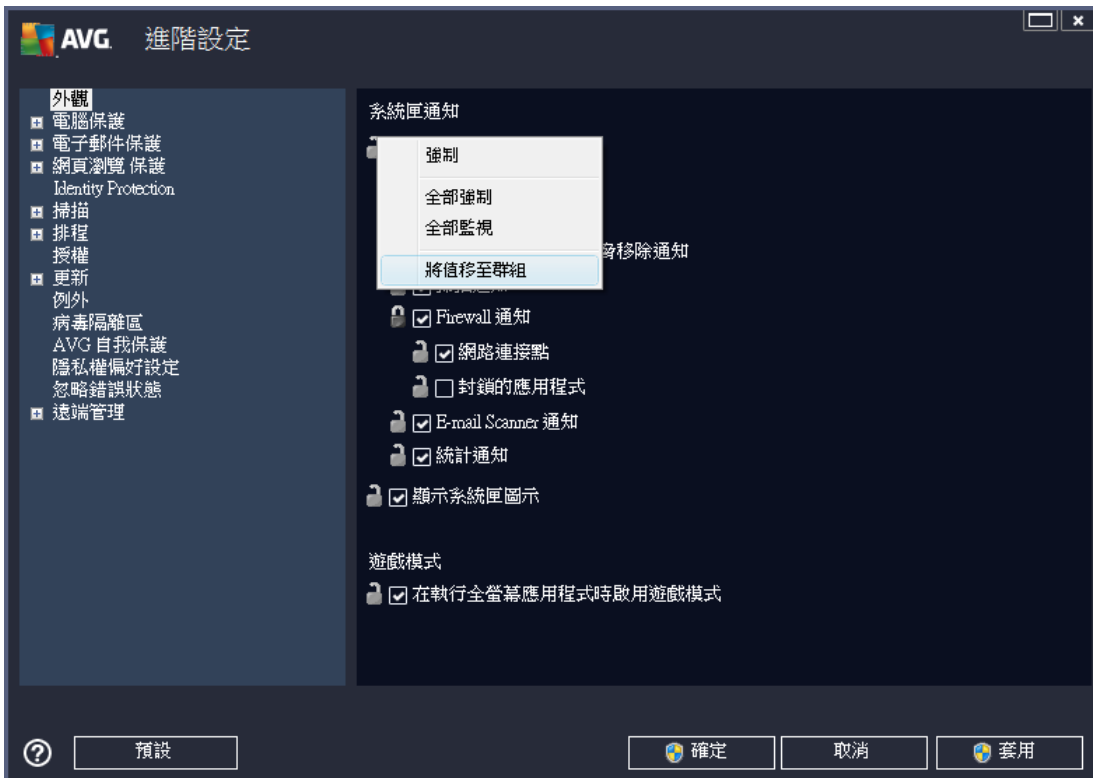 AVG. 進階設定
外觀
電腦保護
電子郵件保護
網頁瀏覽 保護
Identity Protection
掃描
排程
授權
更新
例外
病毒隔離區
AVG 自我保護
隱私權偏好設定
忽略錯誤狀態
遠端管理
系統匣通知
強制
全部強制
全部監視
將值移至群組
脅移除通知
Firewall 通知
網路連接點
封鎖的應用程式
E-mail Scanner 通知
統計通知
顯示系統匣圖示
遊戲模式
在執行全螢幕應用程式時啟用遊戲模式
預設
確定
取消
套用